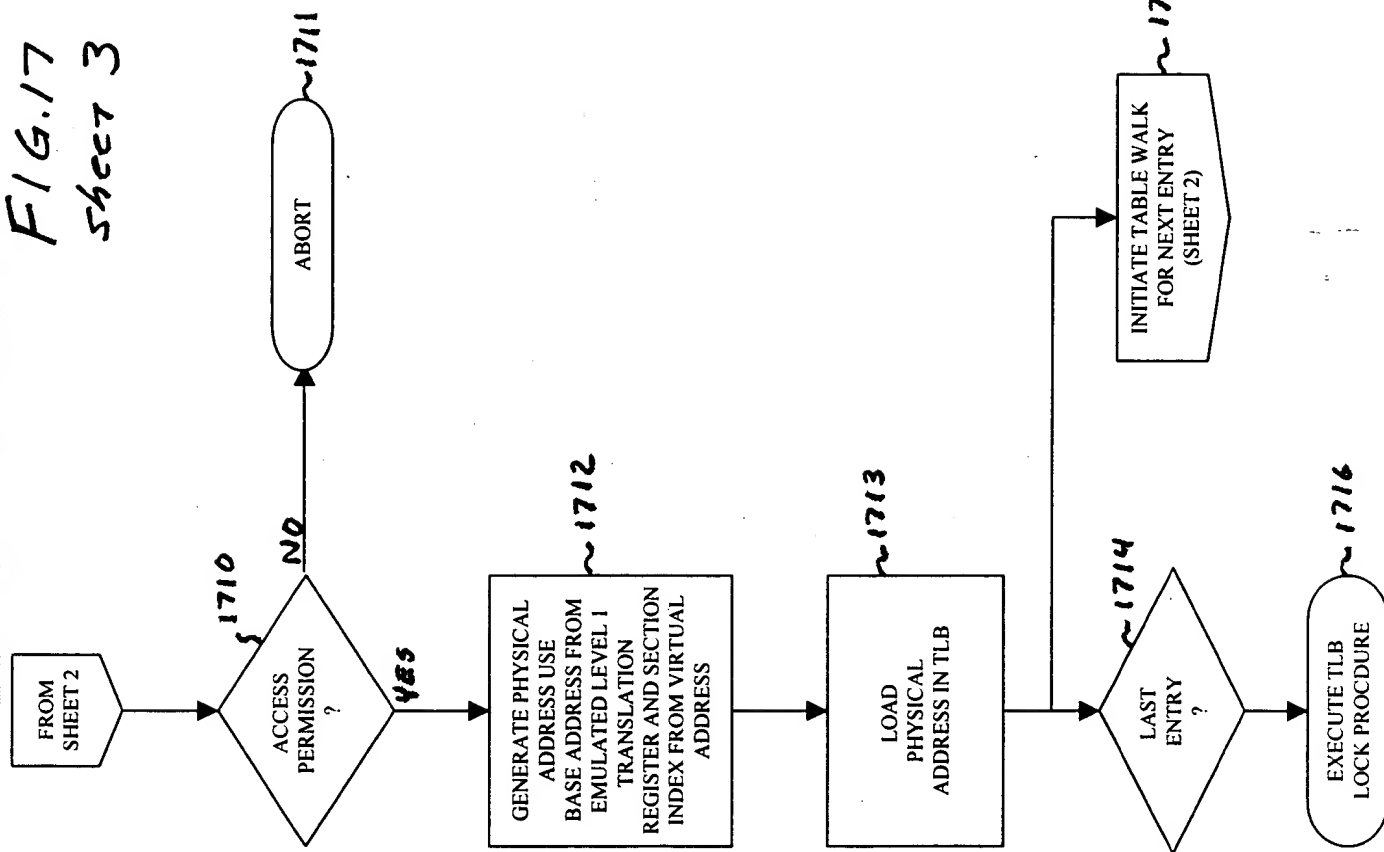 FIG.17
Sheet 3
FROM
SHEET 2
1710
ACCESS
PERMISSION
?
NO
YES
ABORT
1711
GENERATE PHYSICAL
ADDRESS USE
BASE ADDRESS FROM
EMULATED LEVEL 1
TRANSLATION
REGISTER AND SECTION
INDEX FROM VIRTUAL
ADDRESS
1712
LOAD
PHYSICAL
ADDRESS IN TLB
1713
INITIATE TABLE WALK
FOR NEXT ENTRY
(SHEET 2)
LAST
ENTRY
?
1714
EXECUTE TLB
LOCK PROCDURE
1716